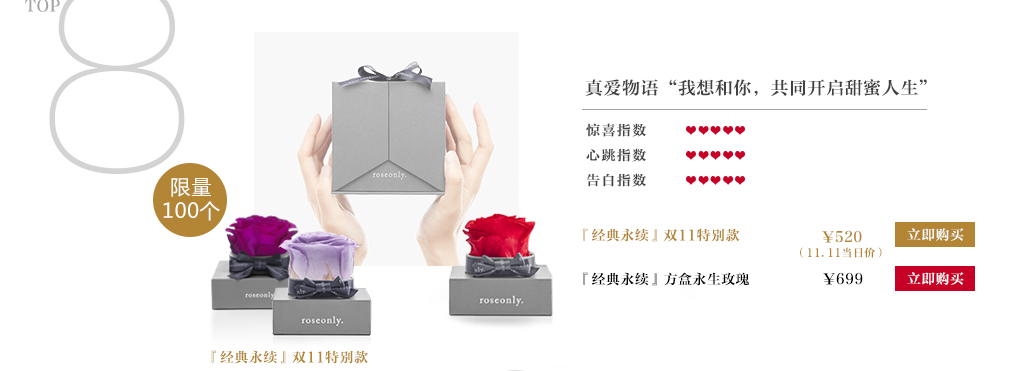 TOP
8
限量
100个
roseonly.
roseonly.
roseonly.
roseonly.
『经典永续』双11特别款
真爱物语“我想和你，共同开启甜蜜人生”
惊喜指数
心跳指数
告白指数
『经典永续』双11特别款 ¥520 立即购买
（11.11当日价）
『经典永续』方盒永生玫瑰 ¥699 立即购买